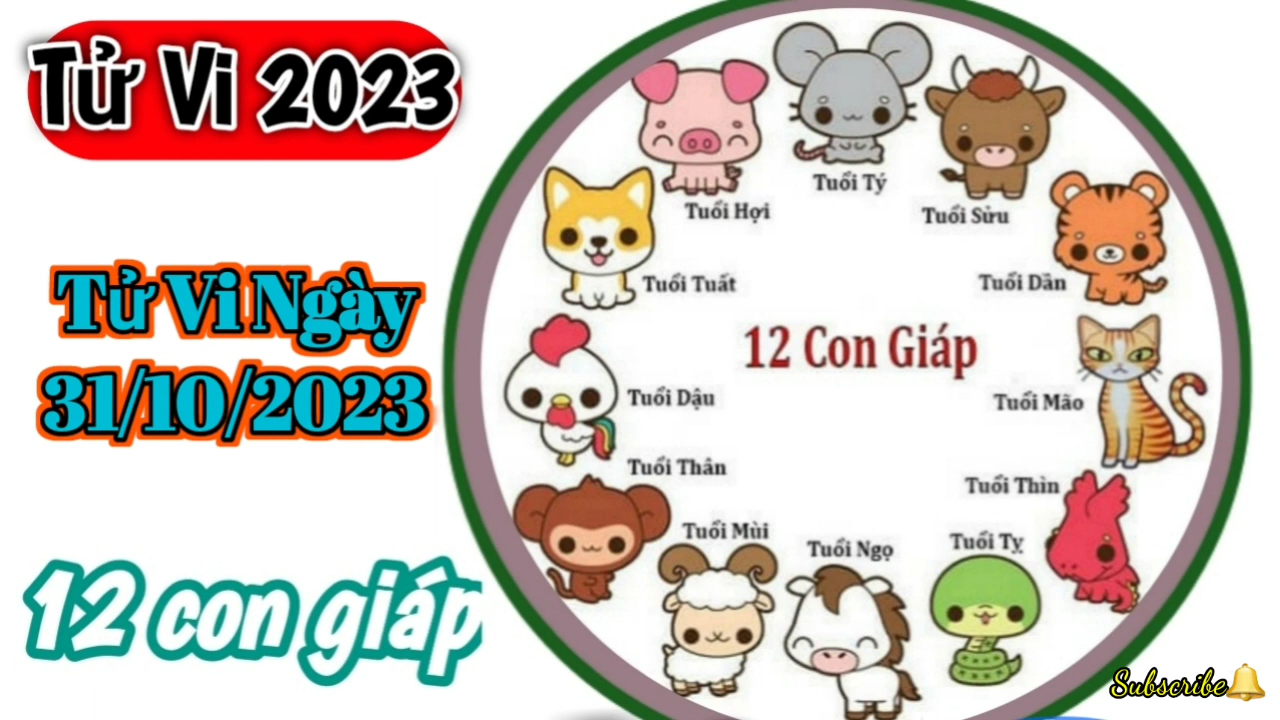 Tử Vi 2023
Tử Vi Ngày
31/10/2023
12 con giáp
Tuổi Tý
Tuổi Hợi
Tuổi Sửu
Tuổi Tuất
Tuổi Dần
12 Con Giáp
Tuổi Dậu
Tuổi Mão
Tuổi Thân
Tuổi Thìn
Tuổi Mùi
Tuổi Ngọ
Tuổi Tỵ
Subscribe